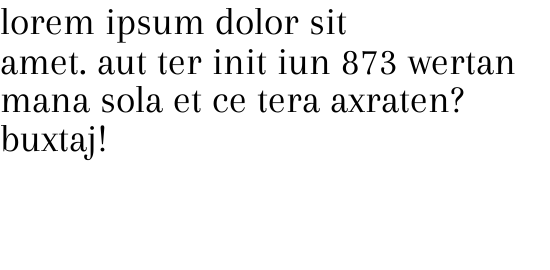 lorem ipsum dolor sit
amet. aut ter init iun 873 wertan
mana sola et ce tera axraten?
buxtaj!